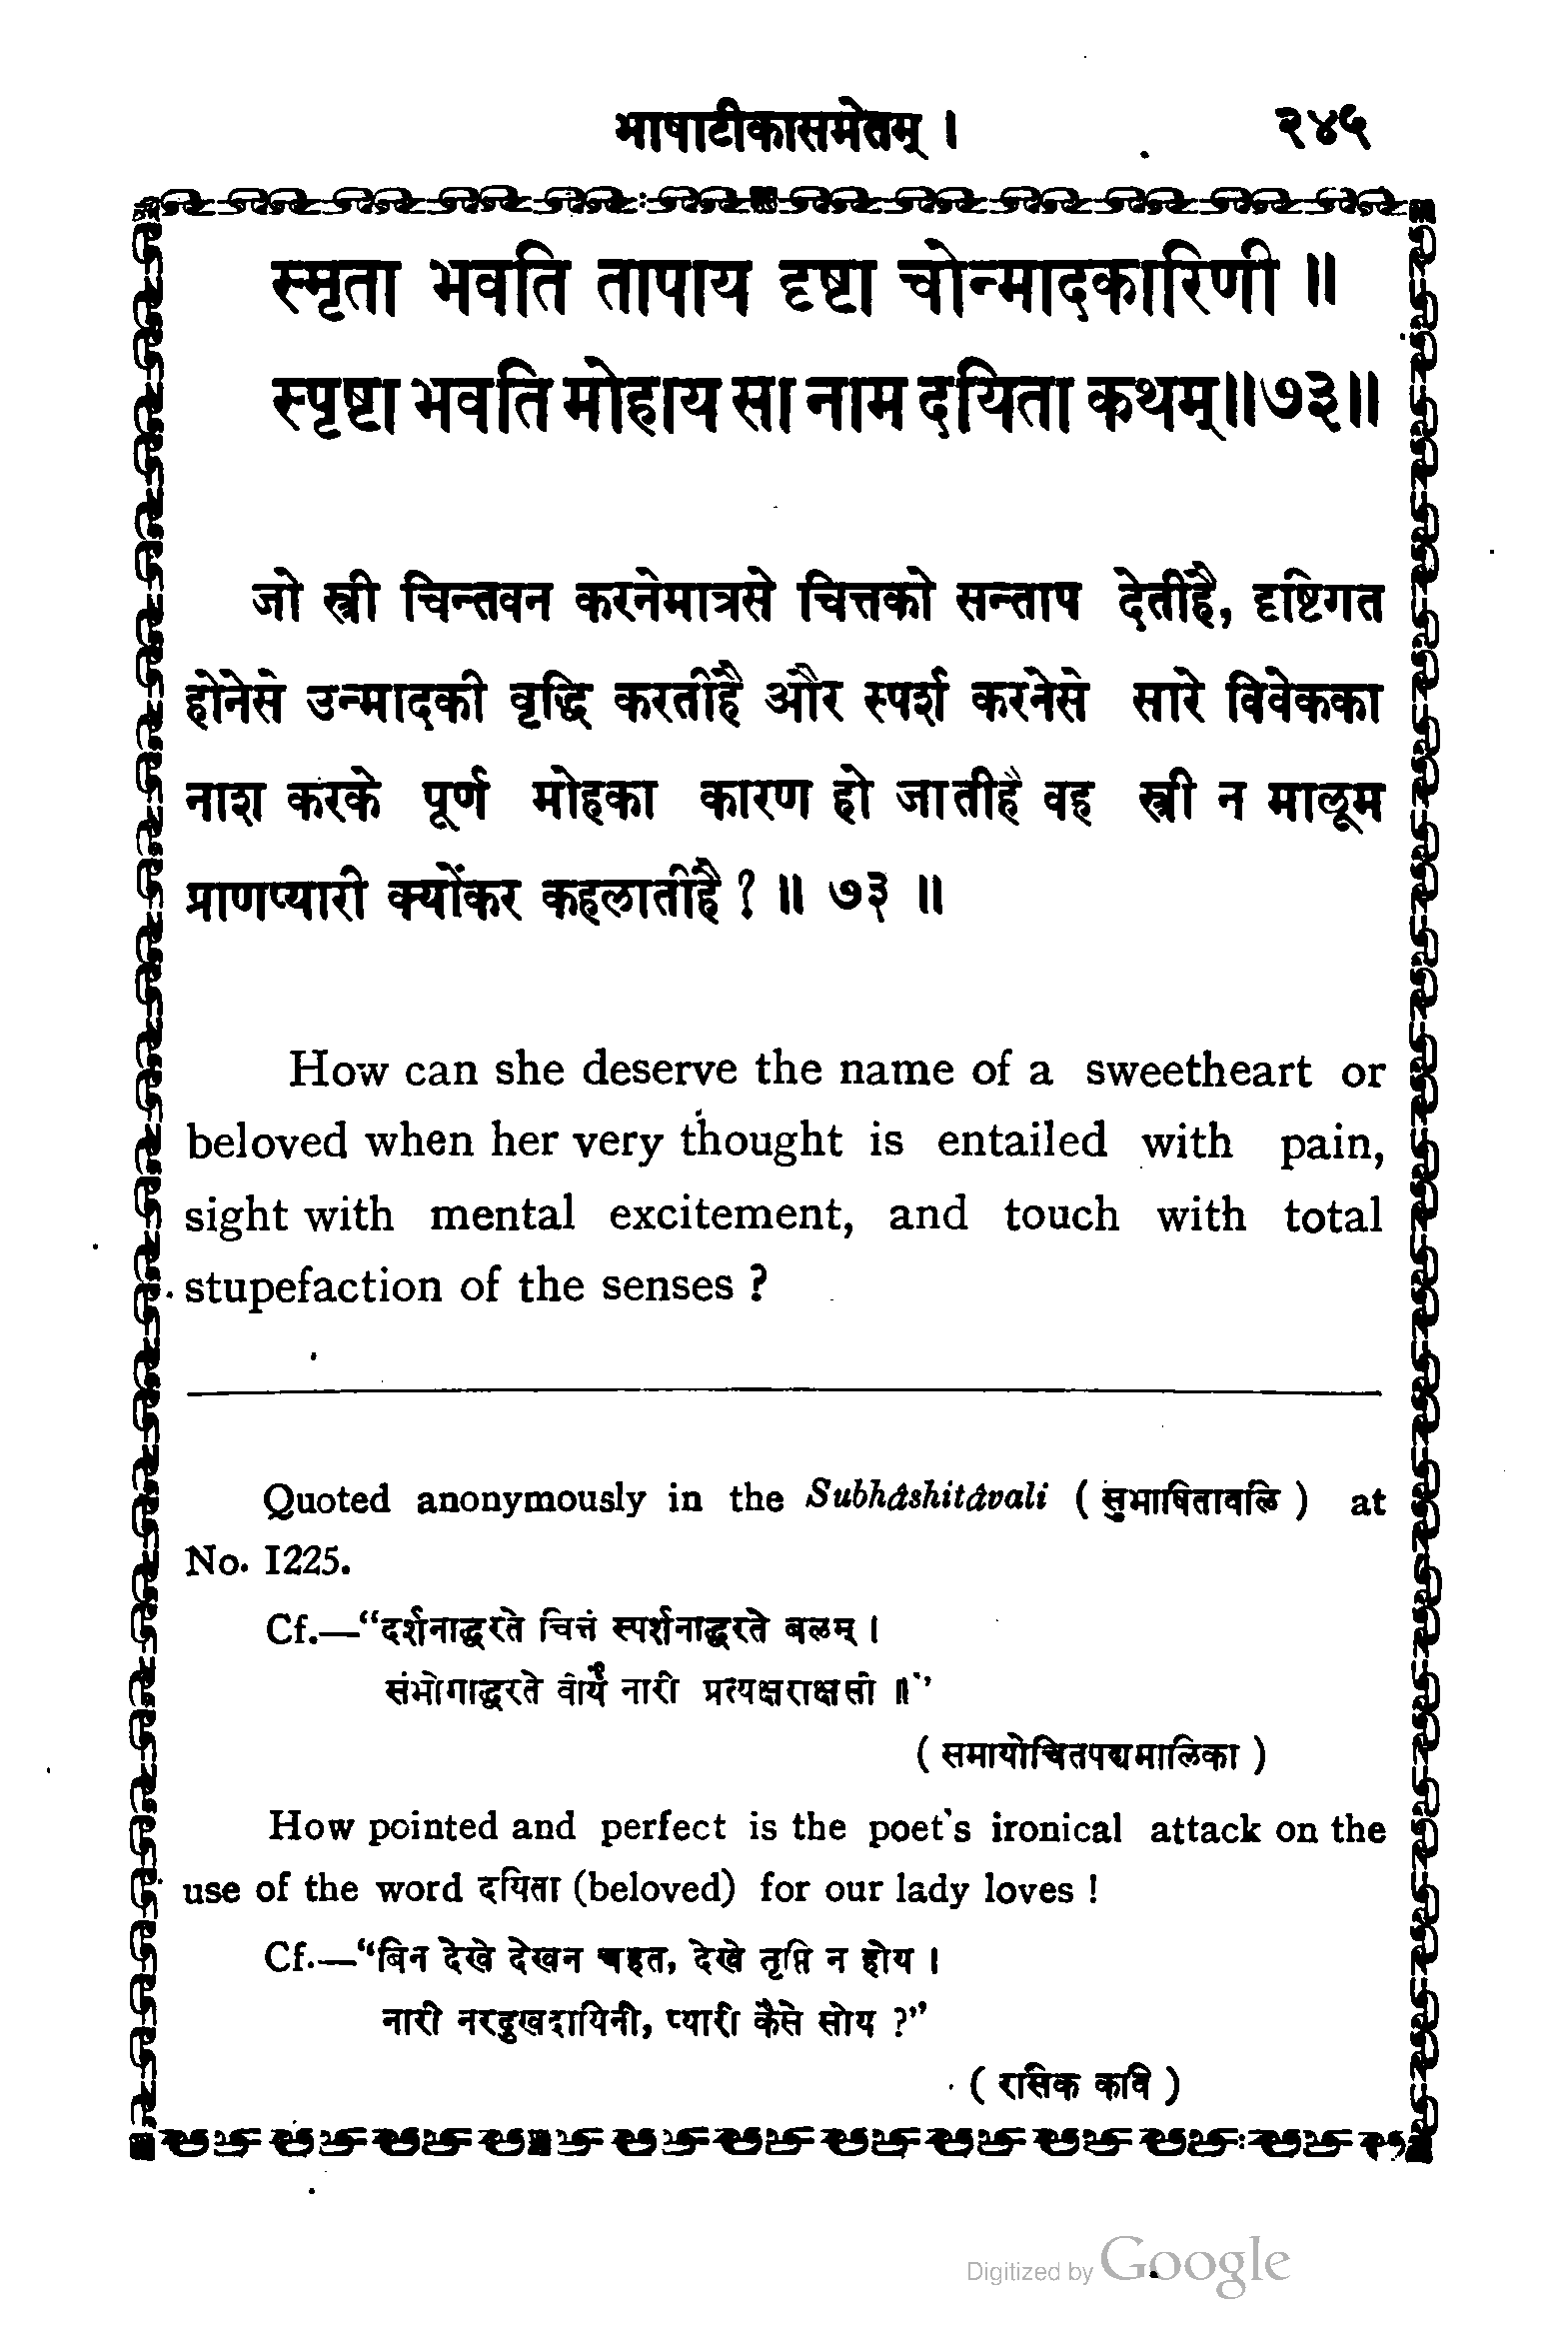 भाषाटीकासमेतम् । २४५
स्मृता भवति तापाय दृष्टा चोन्मादकारिणी ॥
स्पृष्टा भवति मोहाय सा नाम दयिता कथम्॥७३॥
जो स्त्री चिन्तवन करनेमात्रसे चित्तको सन्ताप देतीहै, दृष्टिगत
होनेसे उन्मादकी वृद्धि करतीहै और स्पर्श करनेसे सारे विवेकका
नाश करके पूर्ण मोहका कारण हो जातीहै वह स्त्री न मालूम
प्राणप्यारी क्योंकर कहलातीहै ? ॥ ७३ ॥
How can she deserve the name of a sweetheart or
beloved when her very thought is entailed with pain,
sight with mental excitement, and touch with total
stupefaction of the senses ?
Quoted anonymously in the Subhâshitâvali ( सुभाषितावलि ) at
No. 1225.
Cf.—“दर्शनाद्धरते चित्तं स्पर्शनाद्धरते बलम् ।
संभोगाद्धरते वीर्यं नारी प्रत्यक्षराक्षसी ॥”
( समायोचितपद्यमालिका )
How pointed and perfect is the poet's ironical attack on the
use of the word दयिता (beloved) for our lady loves !
Cf.—“बिन देखे देखन चहत, देखे तृप्ति न होय ।
नारी नरदुखदायिनी, प्यारी कैसे सोय ?”
( रासिक कवि )
Digitized by Google